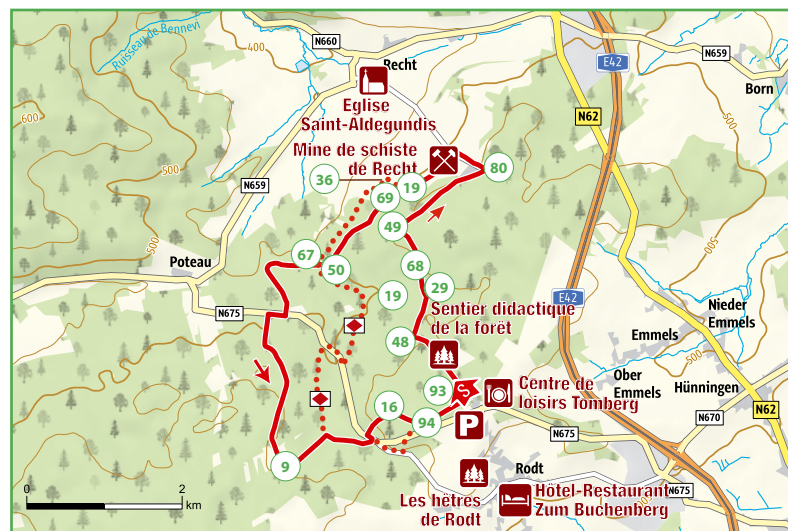 Ruisseau de Bennevi
400
N660
Recht
E42
N659
Born
Eglise
Saint-Aldegundis
N62
600
500
Mine de schiste
de Recht
36
19
80
N659
69
49
500
500
67
50
68
Poteau
29
19
E42
N675
Sentier didactique
de la forêt
Nieder
Emmels
Emmels
48
500
Ober
Emmels
Hünningen
93
S
Centre de
loisirs Tomberg
16
94
P
N670
N62
N675
9
Rodt
0
2
km
Les hêtres
de Rodt
Hôtel-Restaurant
Zum Buchenberg
N675
500